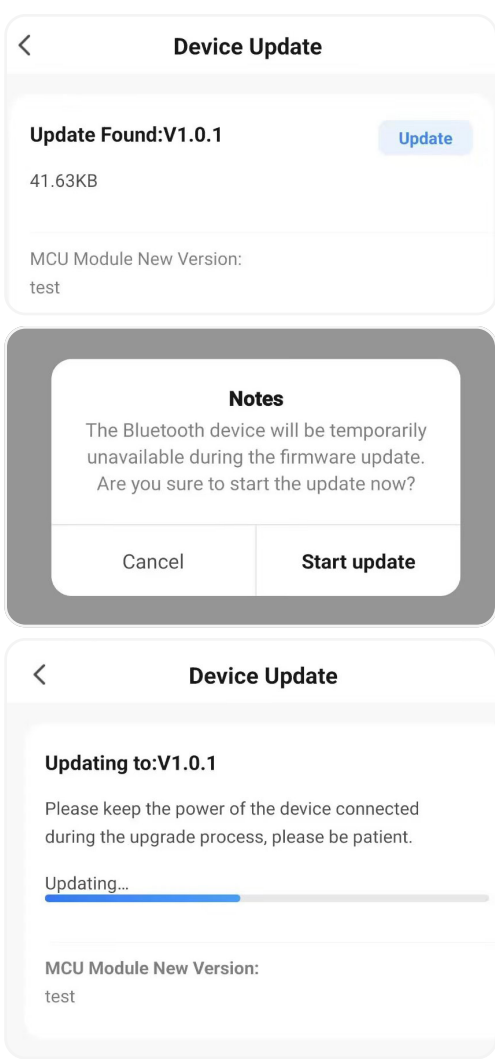 Device Update
Update Found:V1.0.1
Update
41.63KB
MCU Module New Version:
test
Notes
The Bluetooth device will be temporarily
unavailable during the firmware update.
Are you sure to start the update now?
Cancel
Start update
Device Update
Updating to:V1.0.1
Please keep the power of the device connected
during the upgrade process, please be patient.
Updating...
MCU Module New Version:
test